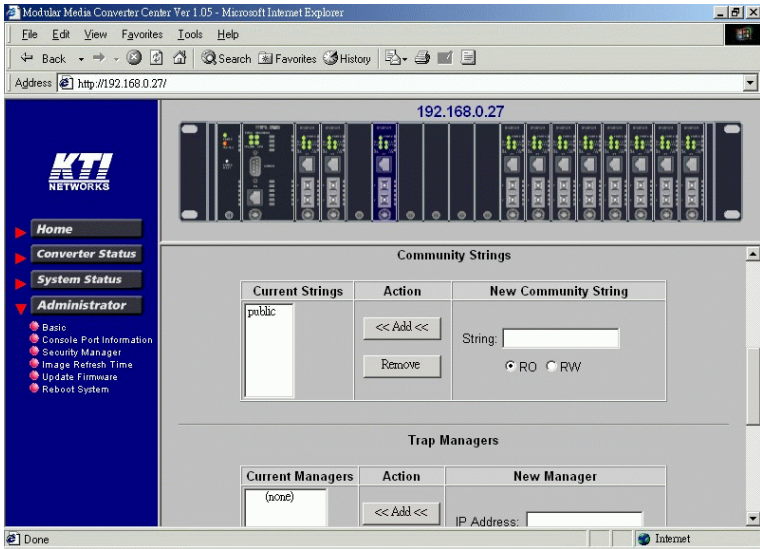 Modular Media Converter Center Ver 1.05 - Microsoft Internet Explorer
File Edit View Favorites Tools Help
Back Search Favorites History
Address http://192.168.0.27/
192.168.0.27
KTI
NETWORKS
Home
Converter Status
System Status
Administrator
Basic
Console Port Information
Security Manager
Image Refresh Time
Update Firmware
Reboot System
Community Strings
Current Strings Action New Community String
public
<< Add <<
String:
Remove
RO RW
Trap Managers
Current Managers Action New Manager
(none)
<< Add <<
IP Address:
Done Internet